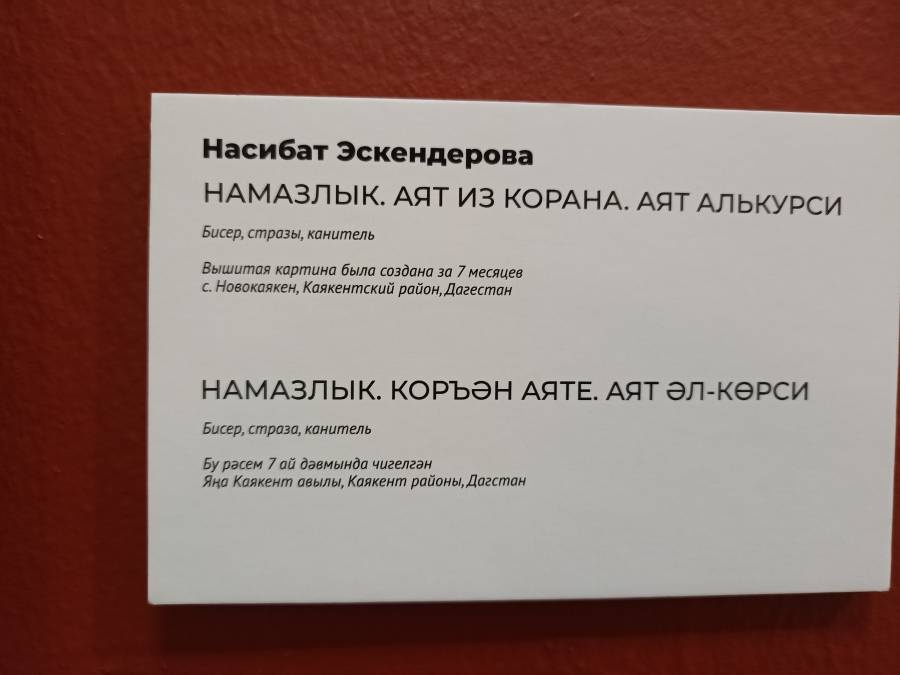 Насибат Эскендерова
НАМАЗЛЫК. АЯТ ИЗ КОРАНА. АЯТ АЛЬКУРСИ
Бисер, стразы, канитель
Вышитая картина была создана за 7 месяцев
с. Новокаякен, Каякентский район, Дагестан
НАМАЗЛЫК. КОРЪӘН АЯТЕ. АЯТ ӘЛ-КӨРСИ
Бисер, страза, канитель
Бу рәсем 7 ай дәвмында чигелгән
Яңа Каякент авылы, Каякент районы, Дагстан